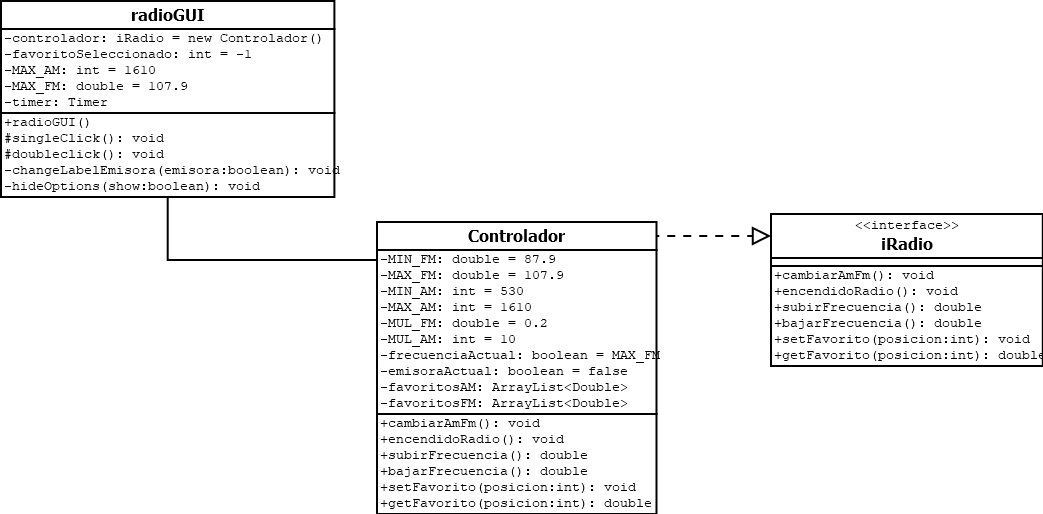 radioGUI
-controlador: iRadio = new Controlador()
-favoritoSeleccionado: int = -1
-MAX_AM: int = 1610
-MAX_FM: double = 107.9
-timer: Timer
+radioGUI()
#singleClick(): void
#doubleclick(): void
-changeLabelEmisora(emisora:boolean): void
-hideOptions(show:boolean): void
Controlador
-MIN_FM: double = 87.9
-MAX_FM: double = 107.9
-MIN_AM: int = 530
-MAX_AM: int = 1610
-MUL_FM: double = 0.2
-MUL_AM: int = 10
-frecuenciaActual: boolean = MAX_FM
-emisoraActual: boolean = false
-favoritosAM: ArrayList<Double>
-favoritosFM: ArrayList<Double>
+cambiarAmFm(): void
+encendidoRadio(): void
+subirFrecuencia(): double
+bajarFrecuencia(): double
+setFavorito(posicion:int): void
+getFavorito(posicion:int): double
<<interface>>
iRadio
+cambiarAmFm(): void
+encendidoRadio(): void
+subirFrecuencia(): double
+bajarFrecuencia(): double
+setFavorito(posicion:int): void
+getFavorito(posicion:int): double